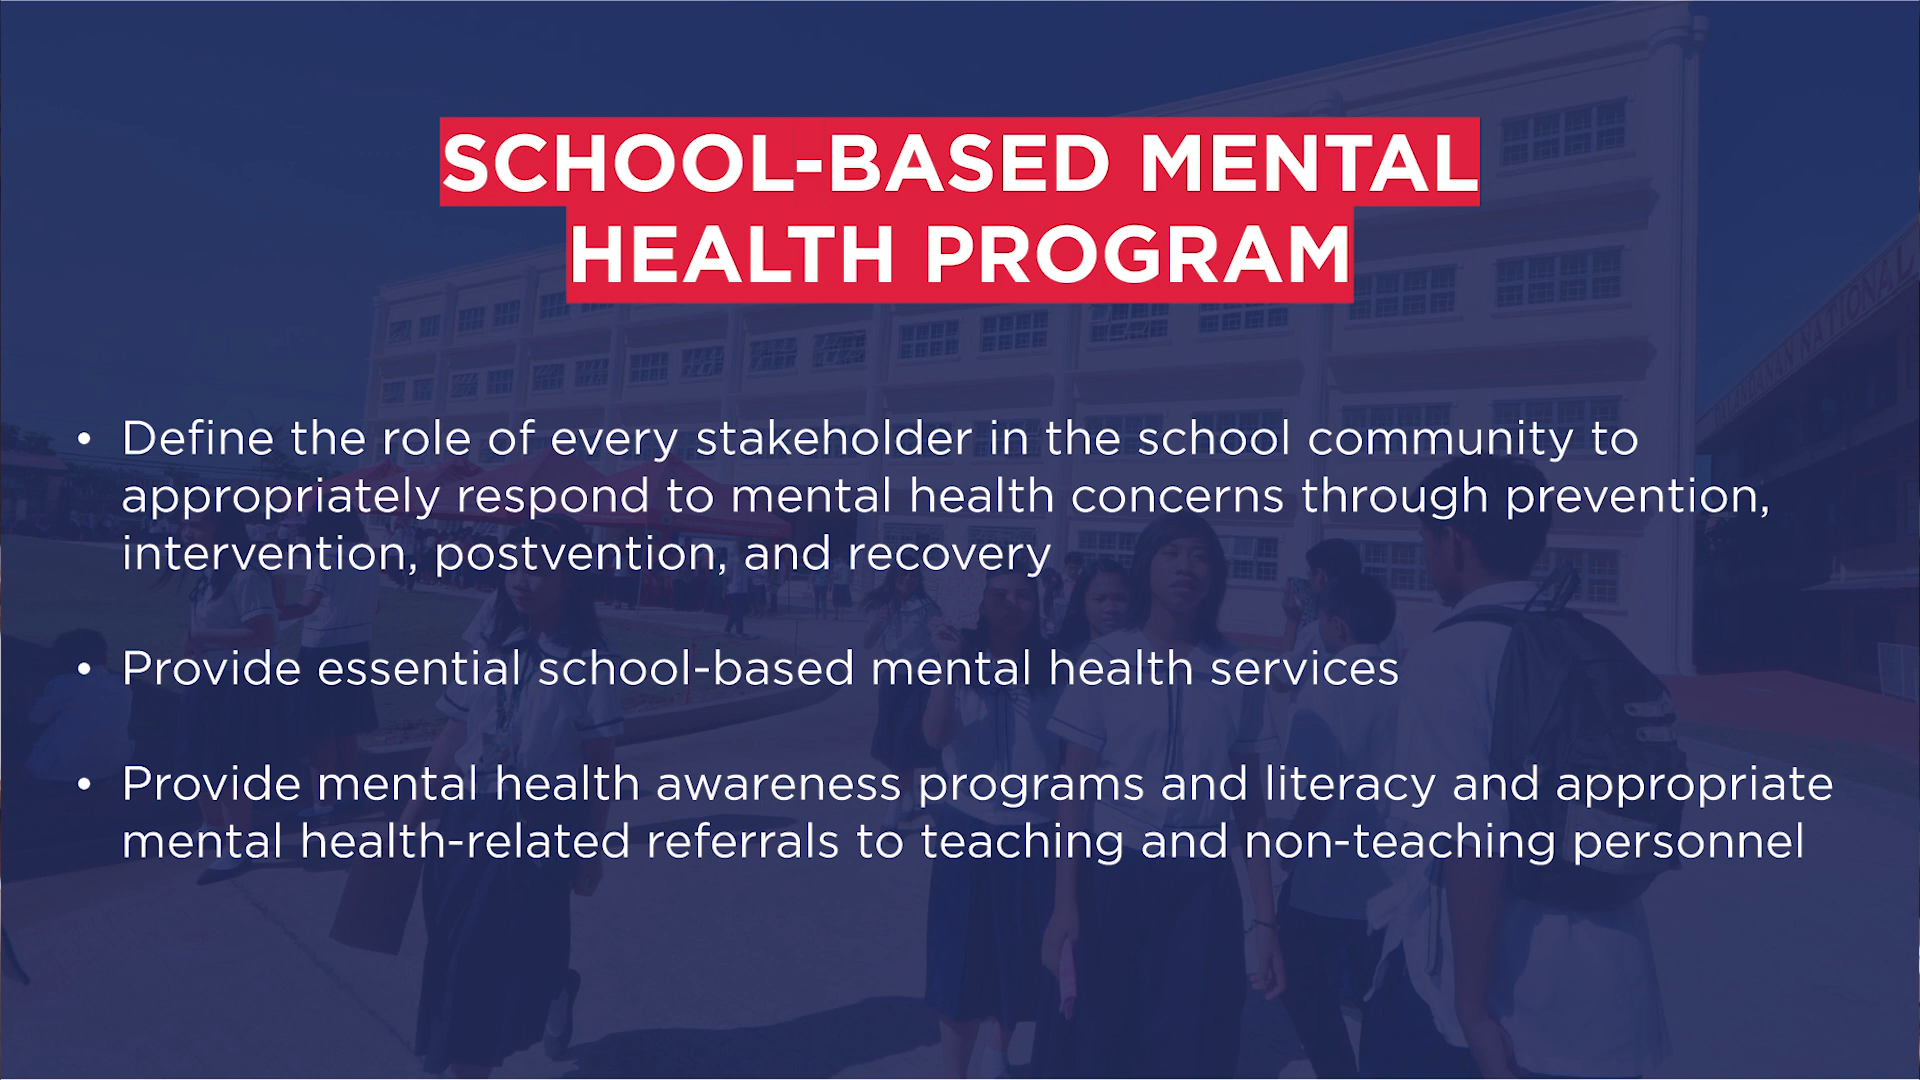 SCHOOL-BASED MENTAL
HEALTH PROGRAM
• Define the role of every stakeholder in the school community to
appropriately respond to mental health concerns through prevention,
intervention, postvention, and recovery
• Provide essential school-based mental health services
• Provide mental health awareness programs and literacy and appropriate
mental health-related referrals to teaching and non-teaching personnel
NATIONAL